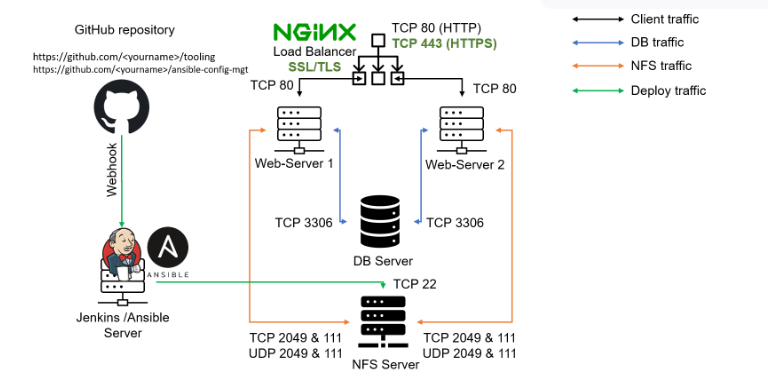 GitHub repository
https://github.com/<yourname>/tooling
https://github.com/<yourname>/ansible-config-mgt
NGINX
Load Balancer
SSL/TLS
TCP 80 (HTTP)
TCP 443 (HTTPS)
Client traffic
DB traffic
NFS traffic
Deploy traffic
TCP 80
TCP 80
Web-Server 1
Web-Server 2
Webhook
TCP 3306
TCP 3306
DB Server
A
ANSIBLE
Jenkins /Ansible
Server
TCP 22
TCP 2049 & 111
UDP 2049 & 111
TCP 2049 & 111
UDP 2049 & 111
NFS Server